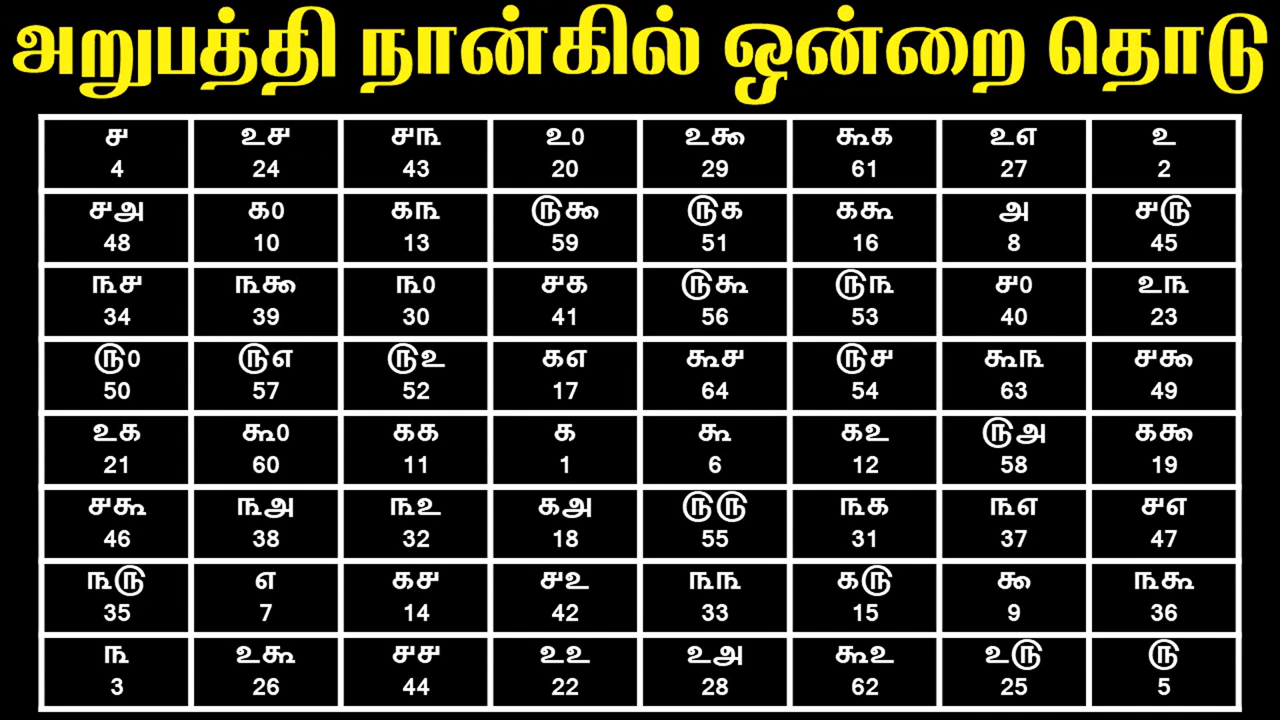 அறுபத்தி நான்கில் ஒன்றை தொடு
௪ ௨௪ ௪௩ ௨௦ ௨௯ ௬௧ ௨௭ ௨
4 24 43 20 29 61 27 2
௪௮ ௧௦ ௧௩ ௫௯ ௫௧ ௧௬ ௮ ௪௫
48 10 13 59 51 16 8 45
௩௪ ௩௯ ௩௦ ௪௧ ௫௬ ௫௩ ௪௦ ௨௩
34 39 30 41 56 53 40 23
௫௦ ௫௭ ௫௨ ௧௭ ௬௪ ௫௪ ௬௩ ௪௯
50 57 52 17 64 54 63 49
௨௧ ௬௦ ௧௧ ௧ ௬ ௧௨ ௫௮ ௧௯
21 60 11 1 6 12 58 19
௪௬ ௩௮ ௩௨ ௧௮ ௫௫ ௩௧ ௩௭ ௪௭
46 38 32 18 55 31 37 47
௩௫ ௭ ௧௪ ௪௨ ௩௩ ௧௫ ௯ ௩௬
35 7 14 42 33 15 9 36
௩ ௨௬ ௪௪ ௨௨ ௨௮ ௬௨ ௨௫ ௫
3 26 44 22 28 62 25 5